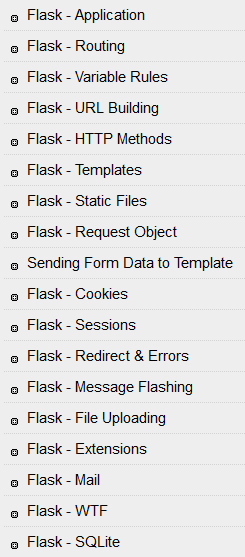 Flask - Application
Flask - Routing
Flask - Variable Rules
Flask - URL Building
Flask - HTTP Methods
Flask - Templates
Flask - Static Files
Flask - Request Object
Sending Form Data to Template
Flask - Cookies
Flask - Sessions
Flask - Redirect & Errors
Flask - Message Flashing
Flask - File Uploading
Flask - Extensions
Flask - Mail
Flask - WTF
Flask - SQLite